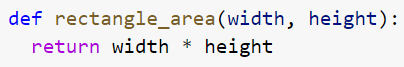 def rectangle_area(width, height):
  return width * height